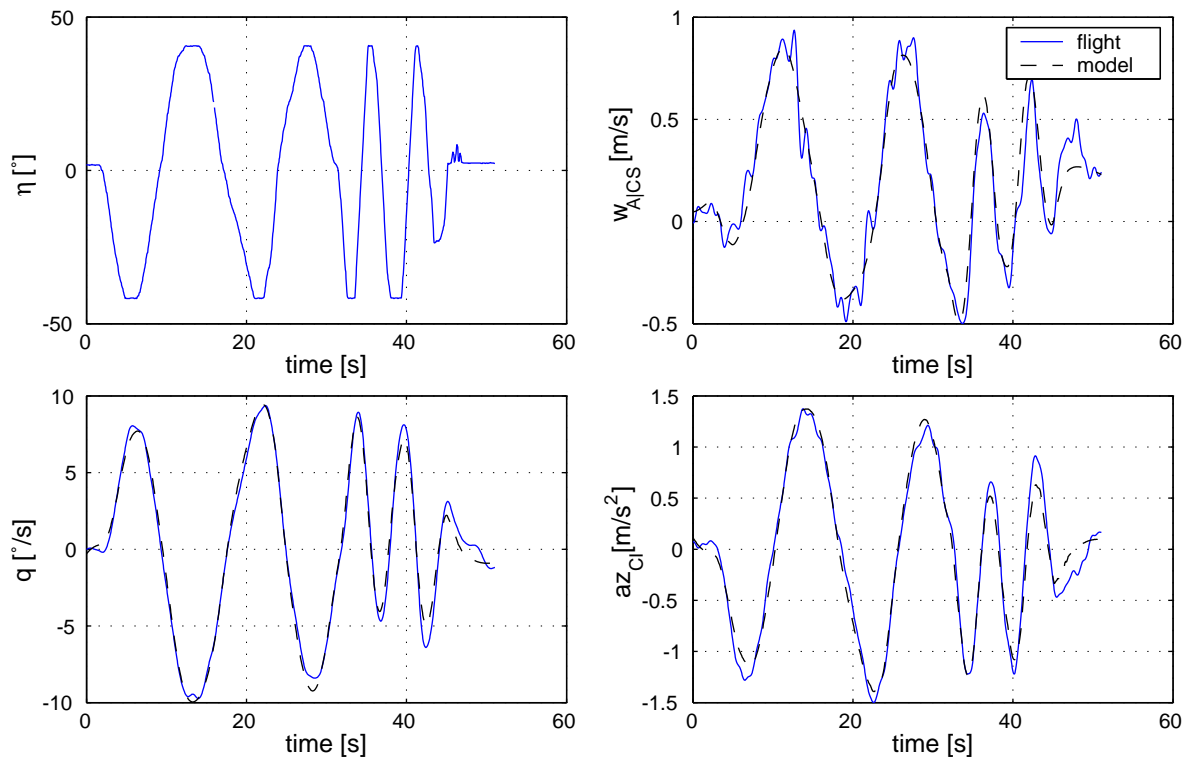 50
0
-50
η [°]
0 20 40 60
time [s]
1
0.5
0
-0.5
w_A|CS [m/s]
flight
model
0 20 40 60
time [s]
10
5
0
-5
-10
q [°/s]
0 20 40 60
time [s]
1.5
1
0.5
0
-0.5
-1
-1.5
az_CI [m/s²]
0 20 40 60
time [s]